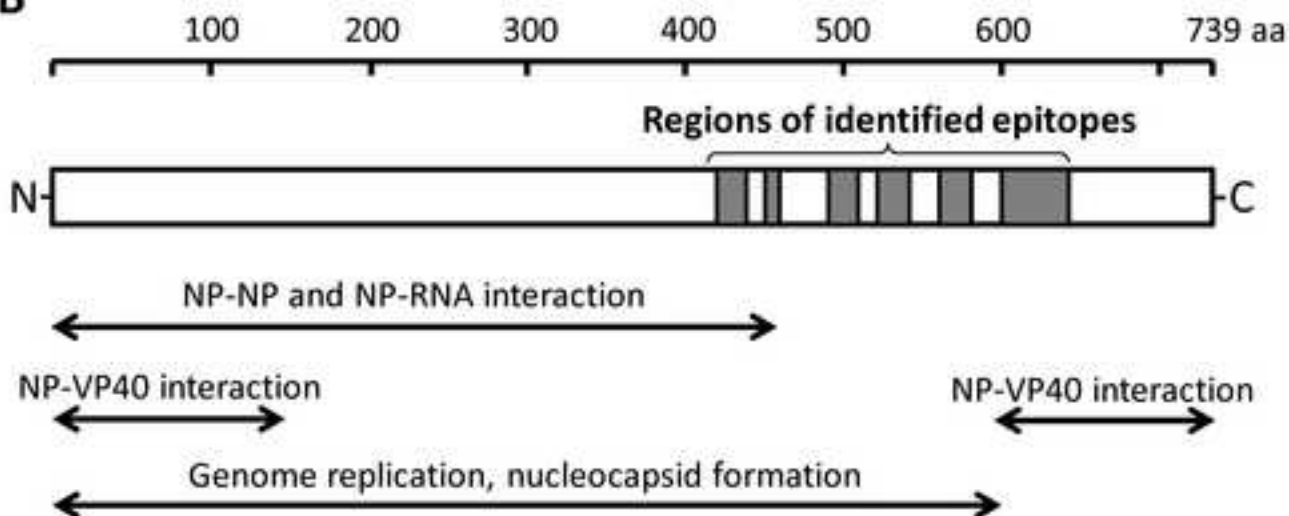 B
100 200 300 400 500 600 739 aa
Regions of identified epitopes
N C
NP-NP and NP-RNA interaction
NP-VP40 interaction NP-VP40 interaction
Genome replication, nucleocapsid formation